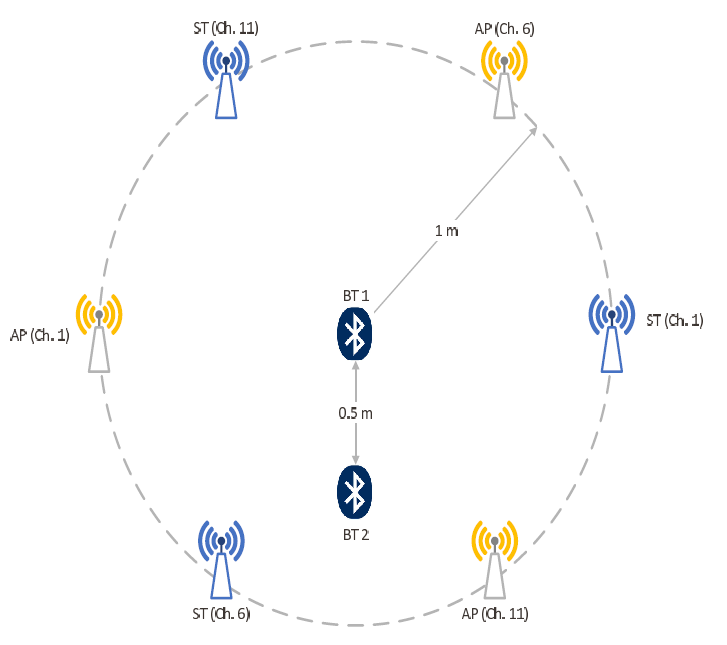 ST (Ch. 11)
AP (Ch. 6)
1 m
BT 1
AP (Ch. 1)
ST (Ch. 1)
0.5 m
BT 2
ST (Ch. 6)
AP (Ch. 11)